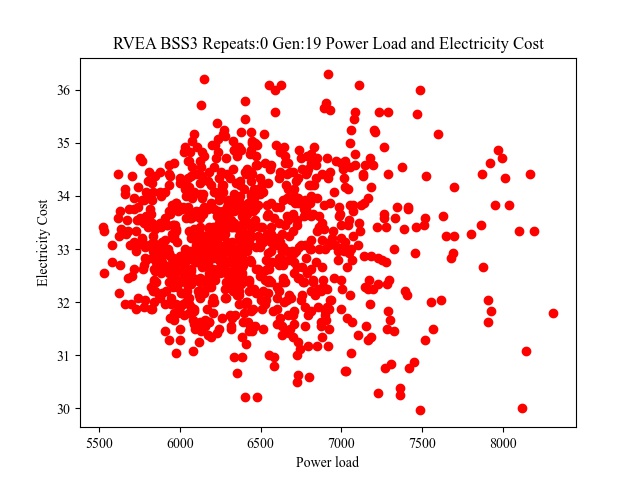 RVEA BSS3 Repeats:0 Gen:19 Power Load and Electricity Cost
36
35
34
33
32
31
30
Electricity Cost
5500 6000 6500 7000 7500 8000
Power load